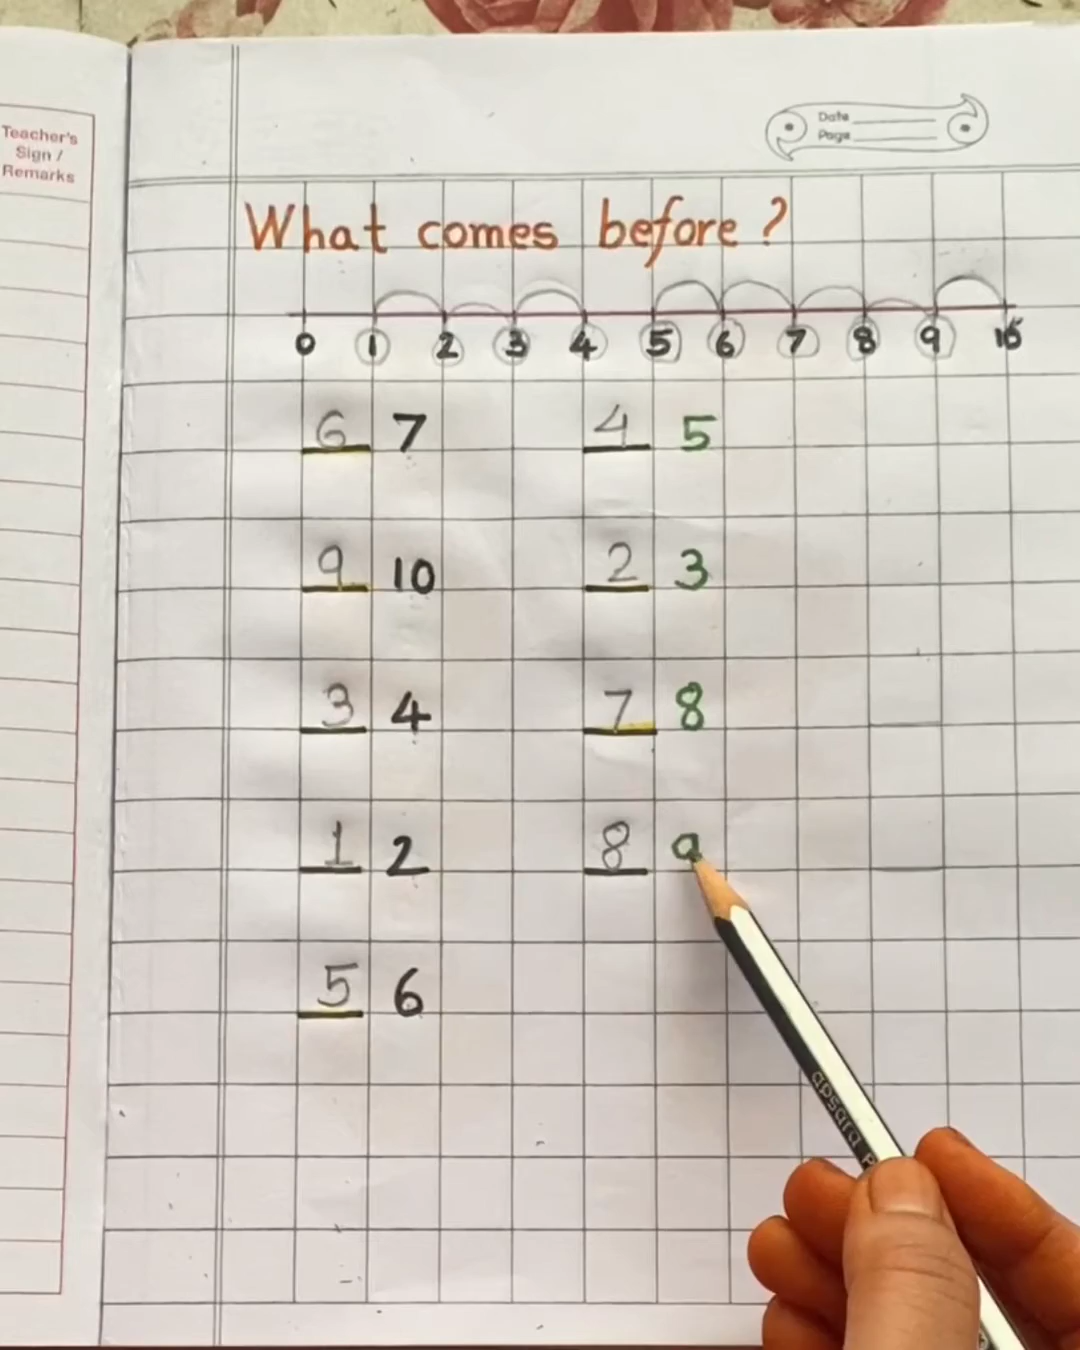 Teacher's
Sign /
Remarks
Date
Page
What comes before ?
0 1 2 3 4 5 6 7 8 9 10
6 7 4 5
9 10 2 3
3 4 7 8
1 2 8 9
5 6
apsara